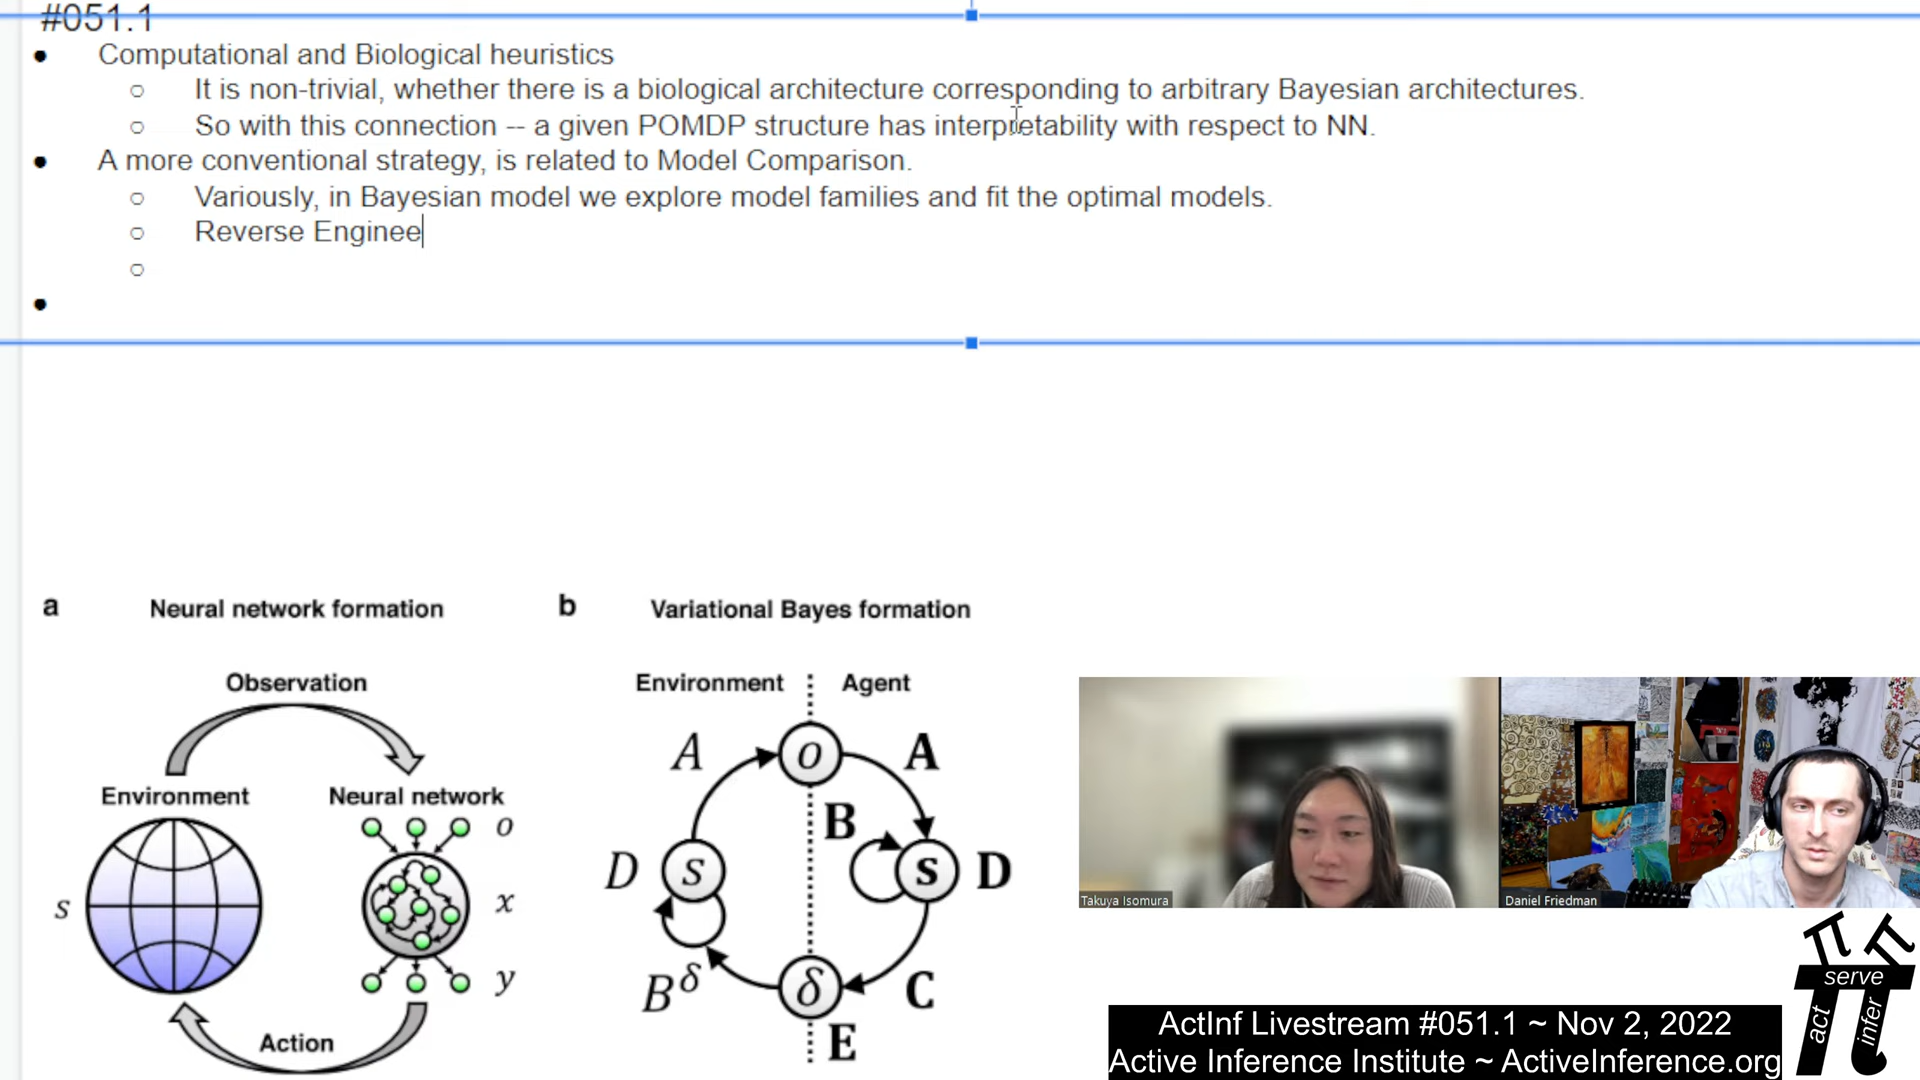 #051.1
Computational and Biological heuristics
It is non-trivial, whether there is a biological architecture corresponding to arbitrary Bayesian architectures.
So with this connection -- a given POMDP structure has interpretability with respect to NN.
A more conventional strategy, is related to Model Comparison.
Variously, in Bayesian model we explore model families and fit the optimal models.
Reverse Enginee
a Neural network formation
Observation
Environment
Neural network
o
s
x
y
Action
b Variational Bayes formation
Environment
Agent
A
o
A
B
D
s
s
D
B^δ
δ
C
E
Takuya Isomura
Daniel Friedman
act
serve
infer
ActInf Livestream #051.1 ~ Nov 2, 2022
Active Inference Institute ~ ActiveInference.org